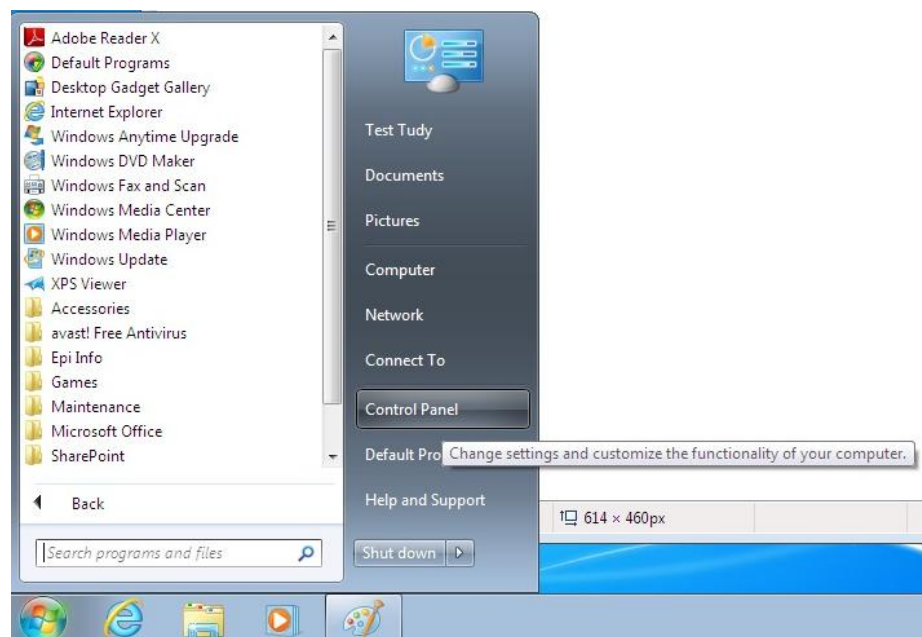 Adobe Reader X
Default Programs
Desktop Gadget Gallery
Internet Explorer
Windows Anytime Upgrade
Windows DVD Maker
Windows Fax and Scan
Windows Media Center
Windows Media Player
Windows Update
XPS Viewer
Accessories
avast! Free Antivirus
Epi Info
Games
Maintenance
Microsoft Office
SharePoint
Back
Search programs and files
Test Tudy
Documents
Pictures
Computer
Network
Connect To
Control Panel
Default Pro
Change settings and customize the functionality of your computer.
Help and Support
Shut down
614 × 460px